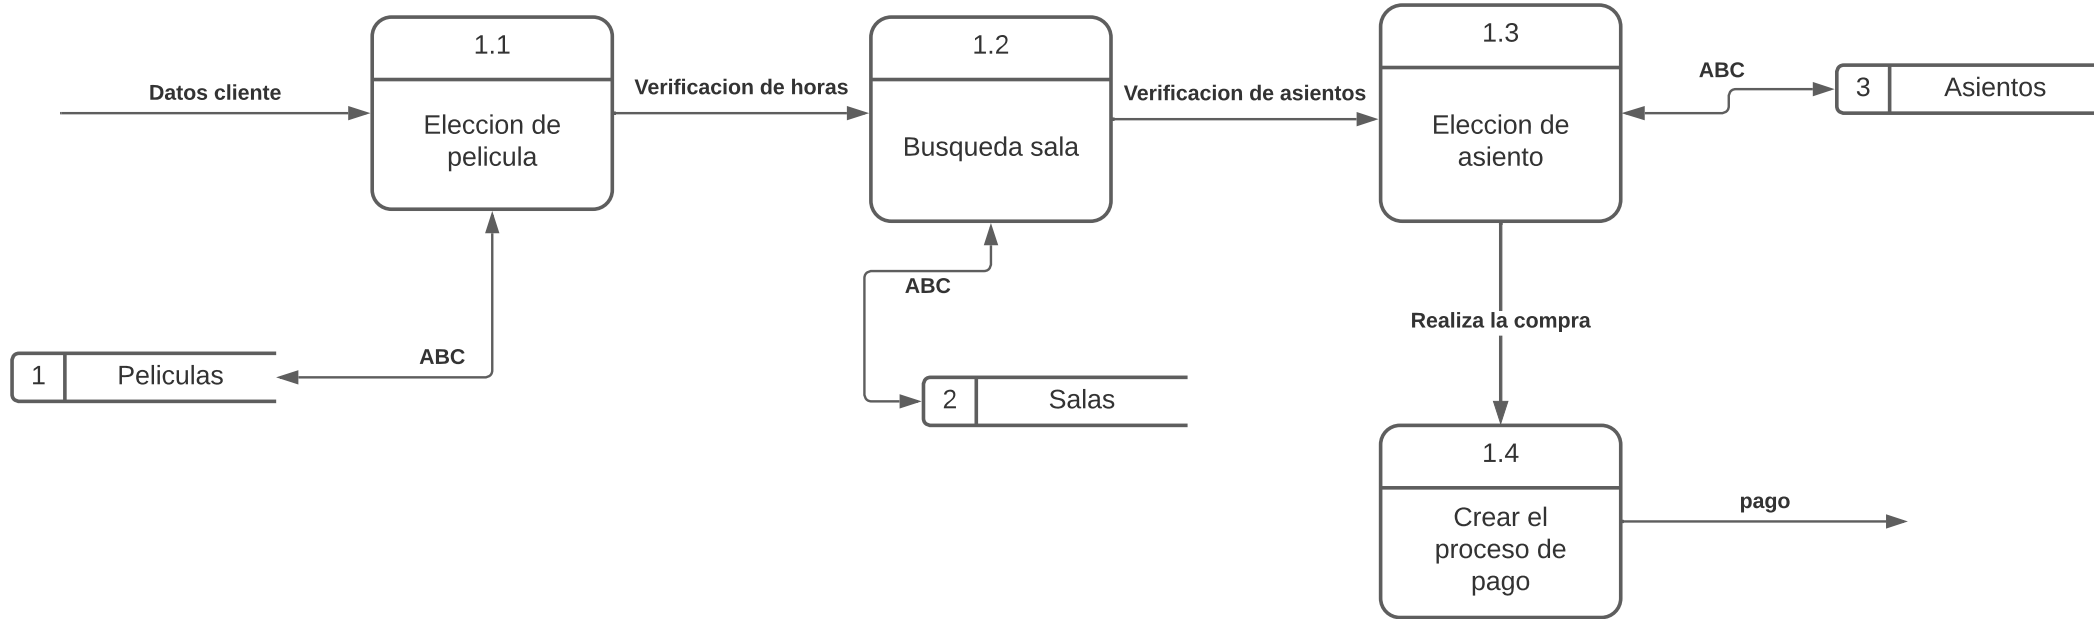 1.1
1.2
1.3
Datos cliente
Verificacion de horas
Verificacion de asientos
ABC
3
Asientos
Eleccion de
pelicula
Busqueda sala
Eleccion de
asiento
ABC
Realiza la compra
ABC
1
Peliculas
2
Salas
1.4
Crear el
proceso de
pago
pago